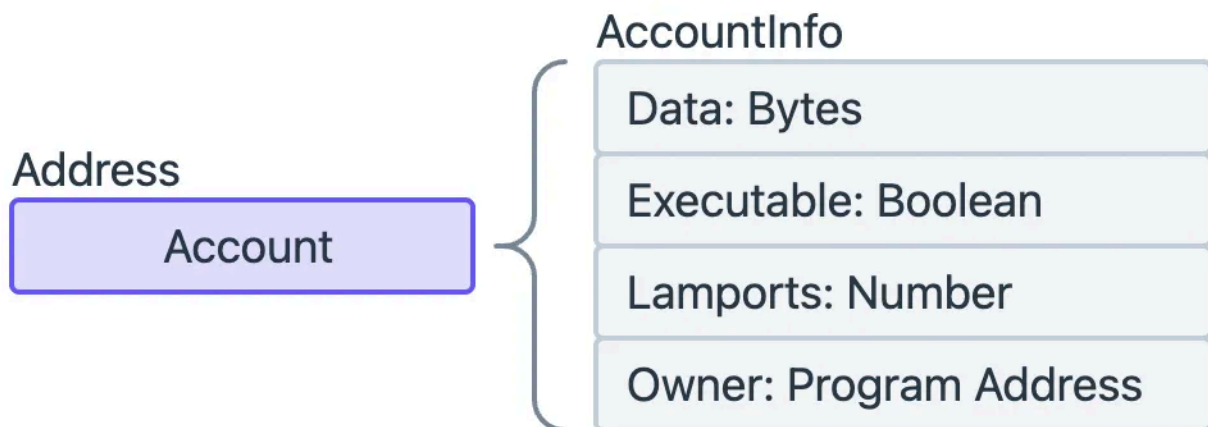 Address
Account
AccountInfo
Data: Bytes
Executable: Boolean
Lamports: Number
Owner: Program Address